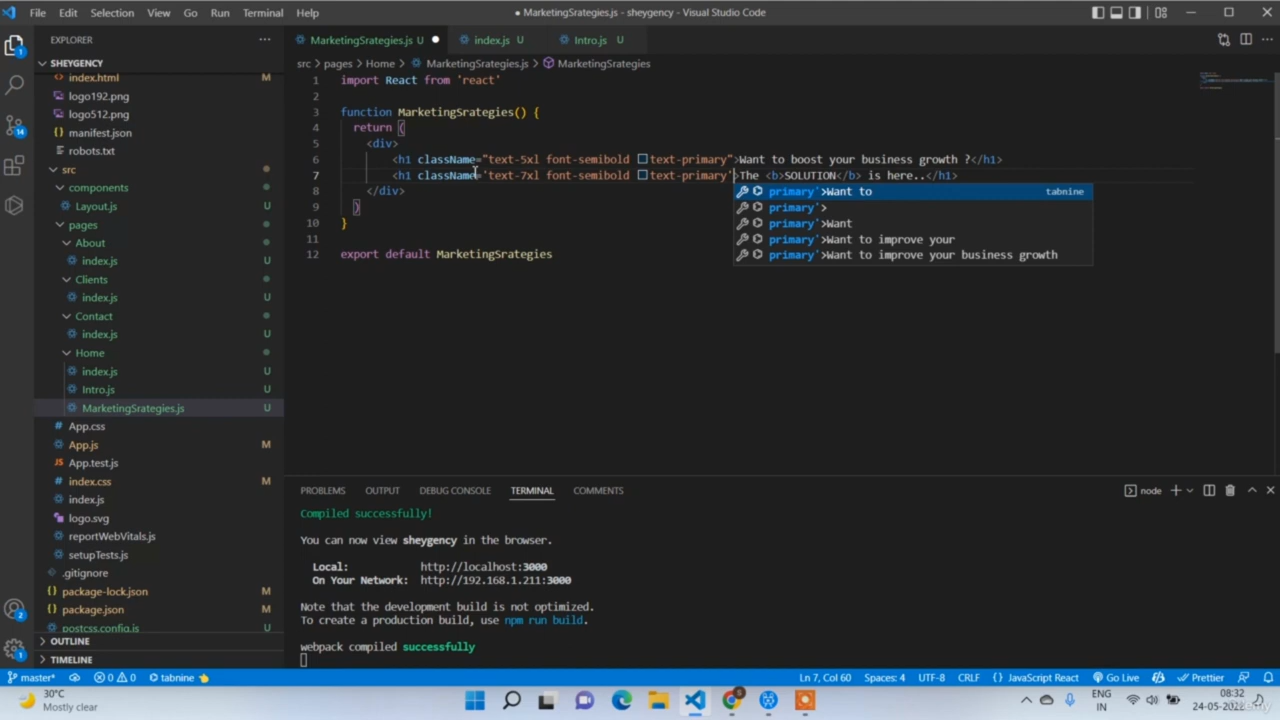 File Edit Selection View Go Run Terminal Help
● MarketingSrategies.js - sheygency - Visual Studio Code
EXPLORER
MarketingSrategies.js U ●
index.js U
Intro.js U
SHEYGENCY
src > pages > Home > MarketingSrategies.js > MarketingSrategies
index.html M
logo192.png
logo512.png
manifest.json
robots.txt
src
components
Layout.js U
pages
About
index.js U
Clients
index.js U
Contact
index.js U
Home
index.js U
Intro.js U
MarketingSrategies.js U
App.css
App.js M
App.test.js
index.css M
index.js
logo.svg
reportWebVitals.js
setupTests.js
.gitignore
package-lock.json M
package.json M
postcss.config.js U
OUTLINE
TIMELINE
1 import React from 'react'
2
3 function MarketingSrategies() {
4 return (
5 <div>
6 <h1 className="text-5xl font-semibold text-primary">Want to boost your business growth ?</h1>
7 <h1 className='text-7xl font-semibold text-primary'>The <b>SOLUTION</b> is here..</h1>
8 </div>
9 )
10 }
11
12 export default MarketingSrategies
primary'>Want to tabnine
primary'>
primary'>Want
primary'>Want to improve your
primary'>Want to improve your business growth
PROBLEMS OUTPUT DEBUG CONSOLE TERMINAL COMMENTS
node
Compiled successfully!
You can now view sheygency in the browser.
Local: http://localhost:3000
On Your Network: http://192.168.1.211:3000
Note that the development build is not optimized.
To create a production build, use npm run build.
webpack compiled successfully
master* 0 0 tabnine
Ln 7, Col 60 Spaces: 4 UTF-8 CRLF {} JavaScript React Go Live Prettier
30°C
Mostly clear
ENG
IN
08:32
24-05-2022